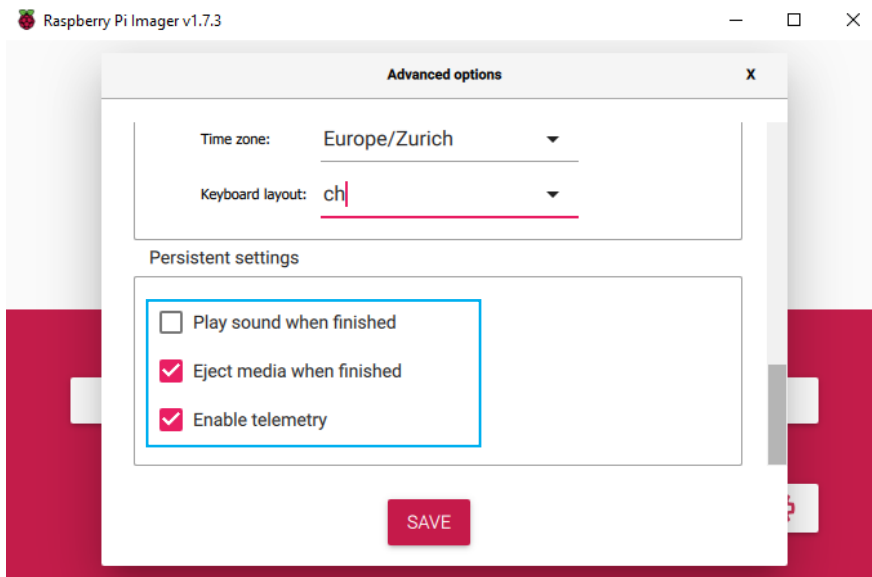 Raspberry Pi Imager v1.7.3
Advanced options X
Time zone: Europe/Zurich
Keyboard layout: ch
Persistent settings
Play sound when finished
Eject media when finished
Enable telemetry
SAVE